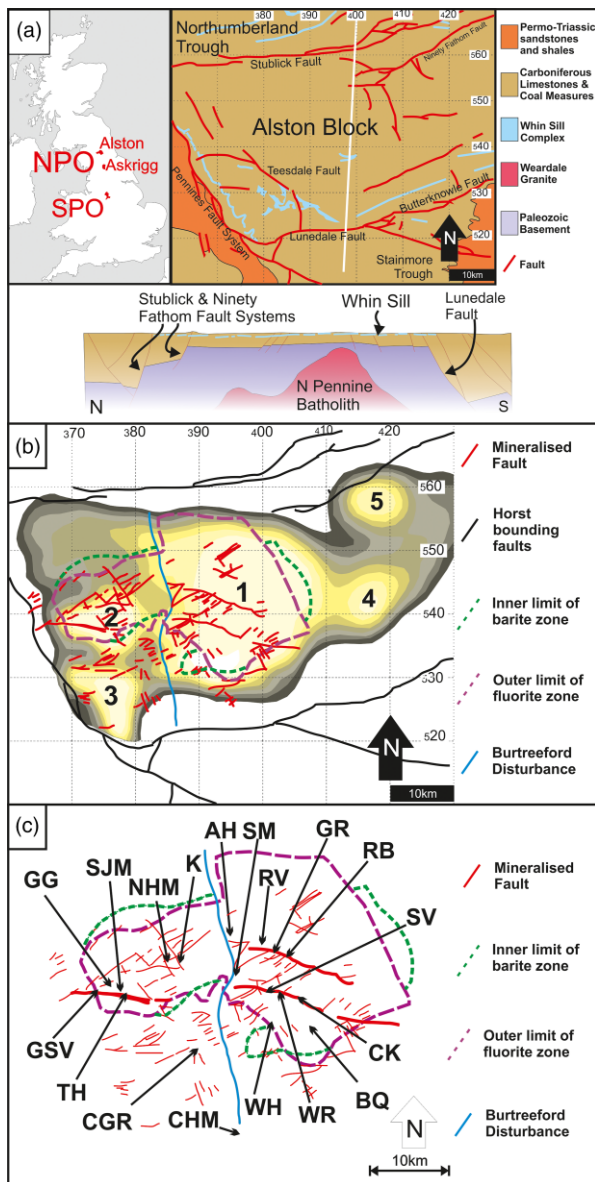 (a)
NPO
Alston
Askrigg
SPO
380
390
400
410
420
Northumberland
Trough
Stublick Fault
Ninety Fathom Fault
560
550
540
530
520
Alston Block
Teesdale Fault
Pennines Fault System
Butterknowle Fault
Lunedale Fault
Stainmore
Trough
N
10km
Permo-Triassic
sandstones
and shales
Carboniferous
Limestones &
Coal Measures
Whin Sill
Complex
Weardale
Granite
Paleozoic
Basement
Fault
Stublick & Ninety
Fathom Fault Systems
Whin Sill
Lunedale
Fault
N Pennine
Batholith
N
S
(b)
370
380
390
400
410
420
560
550
540
530
520
1
2
3
4
5
N
10km
Mineralised
Fault
Horst
bounding
faults
Inner limit of
barite zone
Outer limit of
fluorite zone
Burtreeford
Disturbance
(c)
GG
SJM
NHM
K
AH
SM
RV
GR
RB
SV
GSV
TH
CGR
CHM
WH
WR
BQ
CK
N
10km
Mineralised
Fault
Inner limit of
barite zone
Outer limit of
fluorite zone
Burtreeford
Disturbance